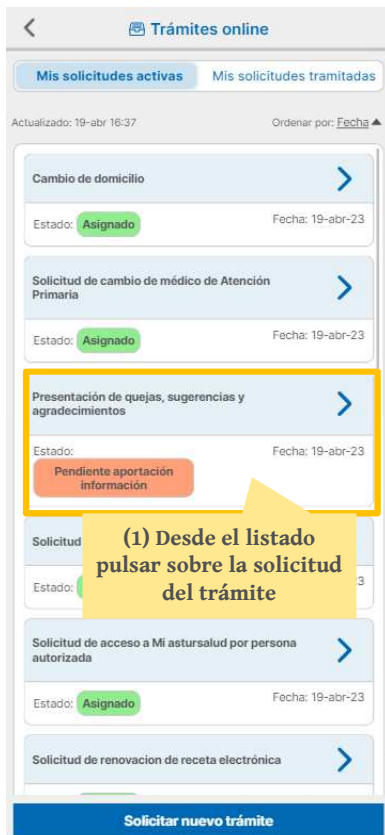 Trámites online
Mis solicitudes activas Mis solicitudes tramitadas
Actualizado: 19-abr 16:37 Ordenar por: Fecha
Cambio de domicilio
Estado: Asignado Fecha: 19-abr-23
Solicitud de cambio de médico de Atención
Primaria
Estado: Asignado Fecha: 19-abr-23
Presentación de quejas, sugerencias y
agradecimientos
Estado: Fecha: 19-abr-23
Pendiente aportación
información
(1) Desde el listado
pulsar sobre la solicitud
del trámite
Solicitud
Estado: 3
Solicitud de acceso a Mi astursalud por persona
autorizada
Estado: Asignado Fecha: 19-abr-23
Solicitud de renovacion de receta electrónica
Solicitar nuevo trámite